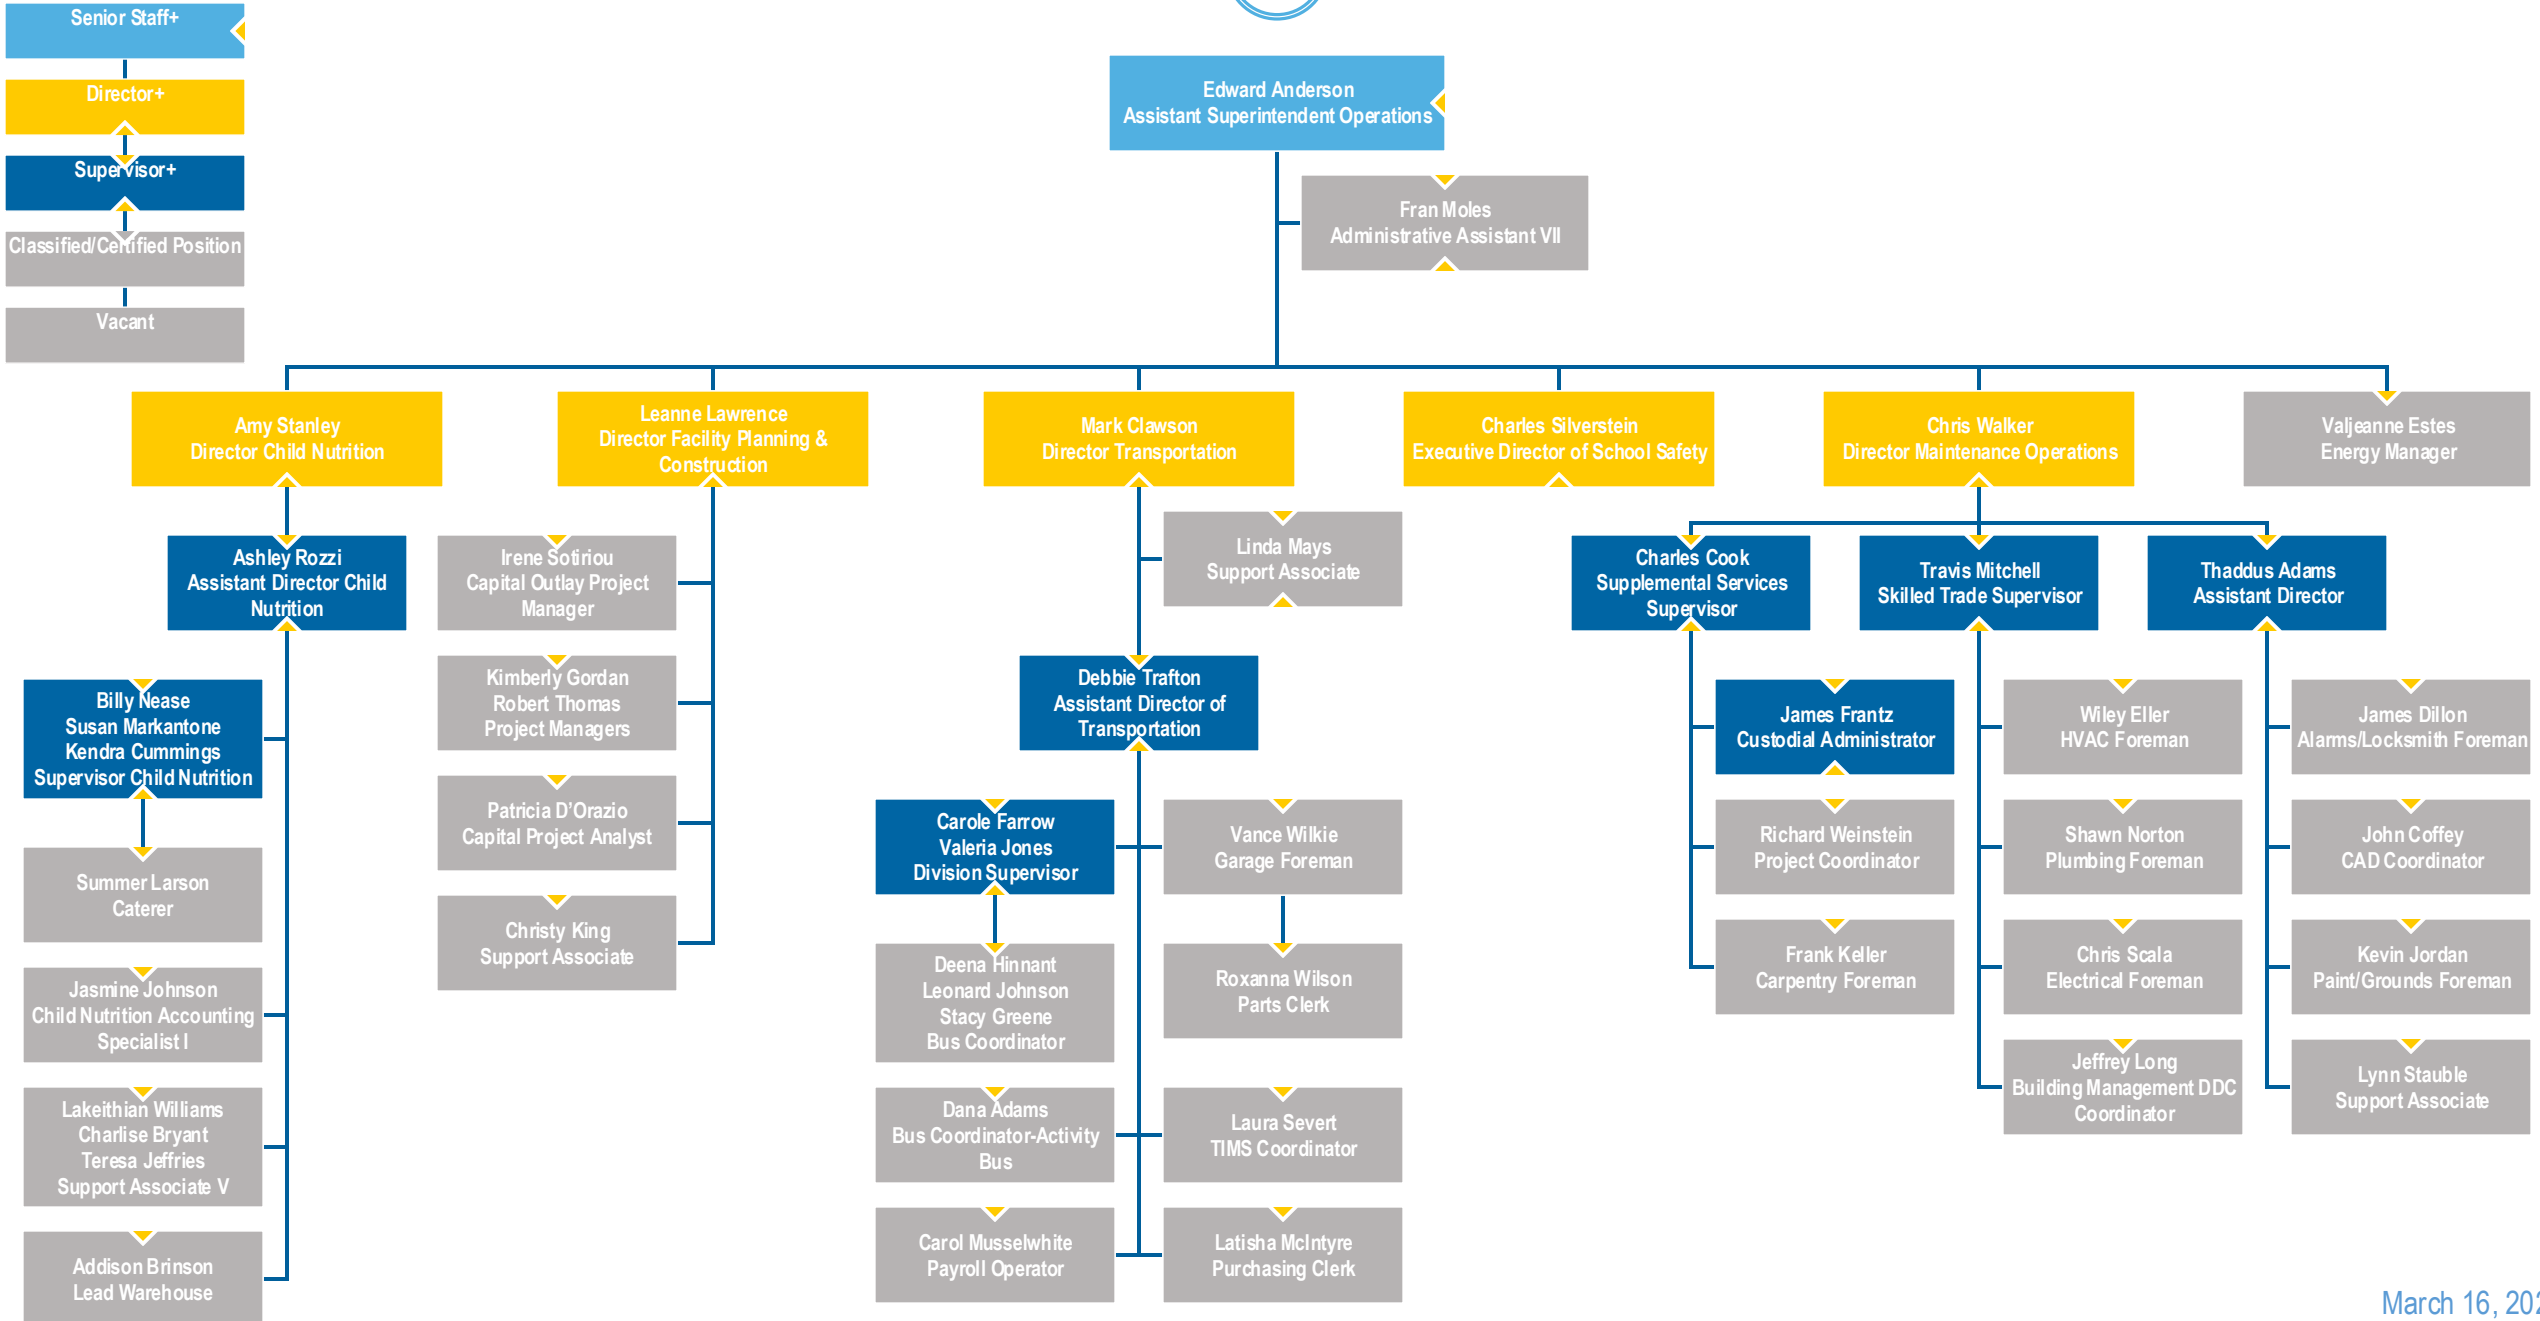 Senior Staff+
Director+
Supervisor+
Classified/Certified Position
Vacant
Edward Anderson
Assistant Superintendent Operations
Fran Moles
Administrative Assistant VII
Amy Stanley
Director Child Nutrition
Leanne Lawrence
Director Facility Planning &
Construction
Mark Clawson
Director Transportation
Charles Silverstein
Executive Director of School Safety
Chris Walker
Director Maintenance Operations
Valjeanne Estes
Energy Manager
Ashley Rozzi
Assistant Director Child
Nutrition
Billy Nease
Susan Markantone
Kendra Cummings
Supervisor Child Nutrition
Summer Larson
Caterer
Jasmine Johnson
Child Nutrition Accounting
Specialist I
Lakeithian Williams
Charlise Bryant
Teresa Jeffries
Support Associate V
Addison Brinson
Lead Warehouse
Irene Sotiriou
Capital Outlay Project
Manager
Kimberly Gordan
Robert Thomas
Project Managers
Patricia D'Orazio
Capital Project Analyst
Christy King
Support Associate
Linda Mays
Support Associate
Debbie Trafton
Assistant Director of
Transportation
Carole Farrow
Valeria Jones
Division Supervisor
Deena Hinnant
Leonard Johnson
Stacy Greene
Bus Coordinator
Dana Adams
Bus Coordinator-Activity
Bus
Carol Musselwhite
Payroll Operator
Vance Wilkie
Garage Foreman
Roxanna Wilson
Parts Clerk
Laura Severt
TIMS Coordinator
Latisha McIntyre
Purchasing Clerk
Charles Cook
Supplemental Services
Supervisor
James Frantz
Custodial Administrator
Richard Weinstein
Project Coordinator
Frank Keller
Carpentry Foreman
Travis Mitchell
Skilled Trade Supervisor
Wiley Eller
HVAC Foreman
Shawn Norton
Plumbing Foreman
Chris Scala
Electrical Foreman
Jeffrey Long
Building Management DDC
Coordinator
Thaddus Adams
Assistant Director
James Dillon
Alarms/Locksmith Foreman
John Coffey
CAD Coordinator
Kevin Jordan
Paint/Grounds Foreman
Lynn Stauble
Support Associate
March 16,